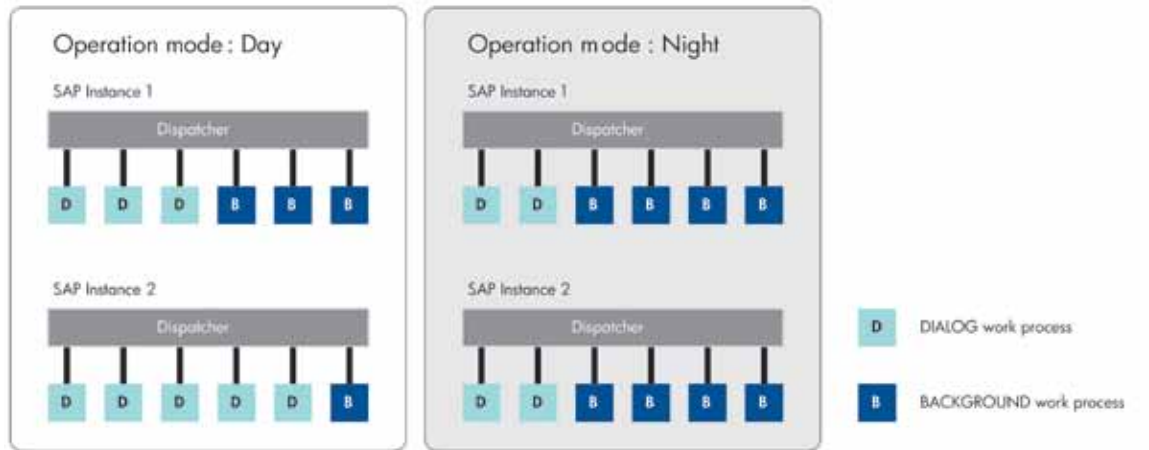 Operation mode : Day
SAP Instance 1
Dispatcher
D D D B B B
SAP Instance 2
Dispatcher
D D D D D B
Operation mode : Night
SAP Instance 1
Dispatcher
D D B B B B
SAP Instance 2
Dispatcher
D D B B B B
D DIALOG work process
B BACKGROUND work process